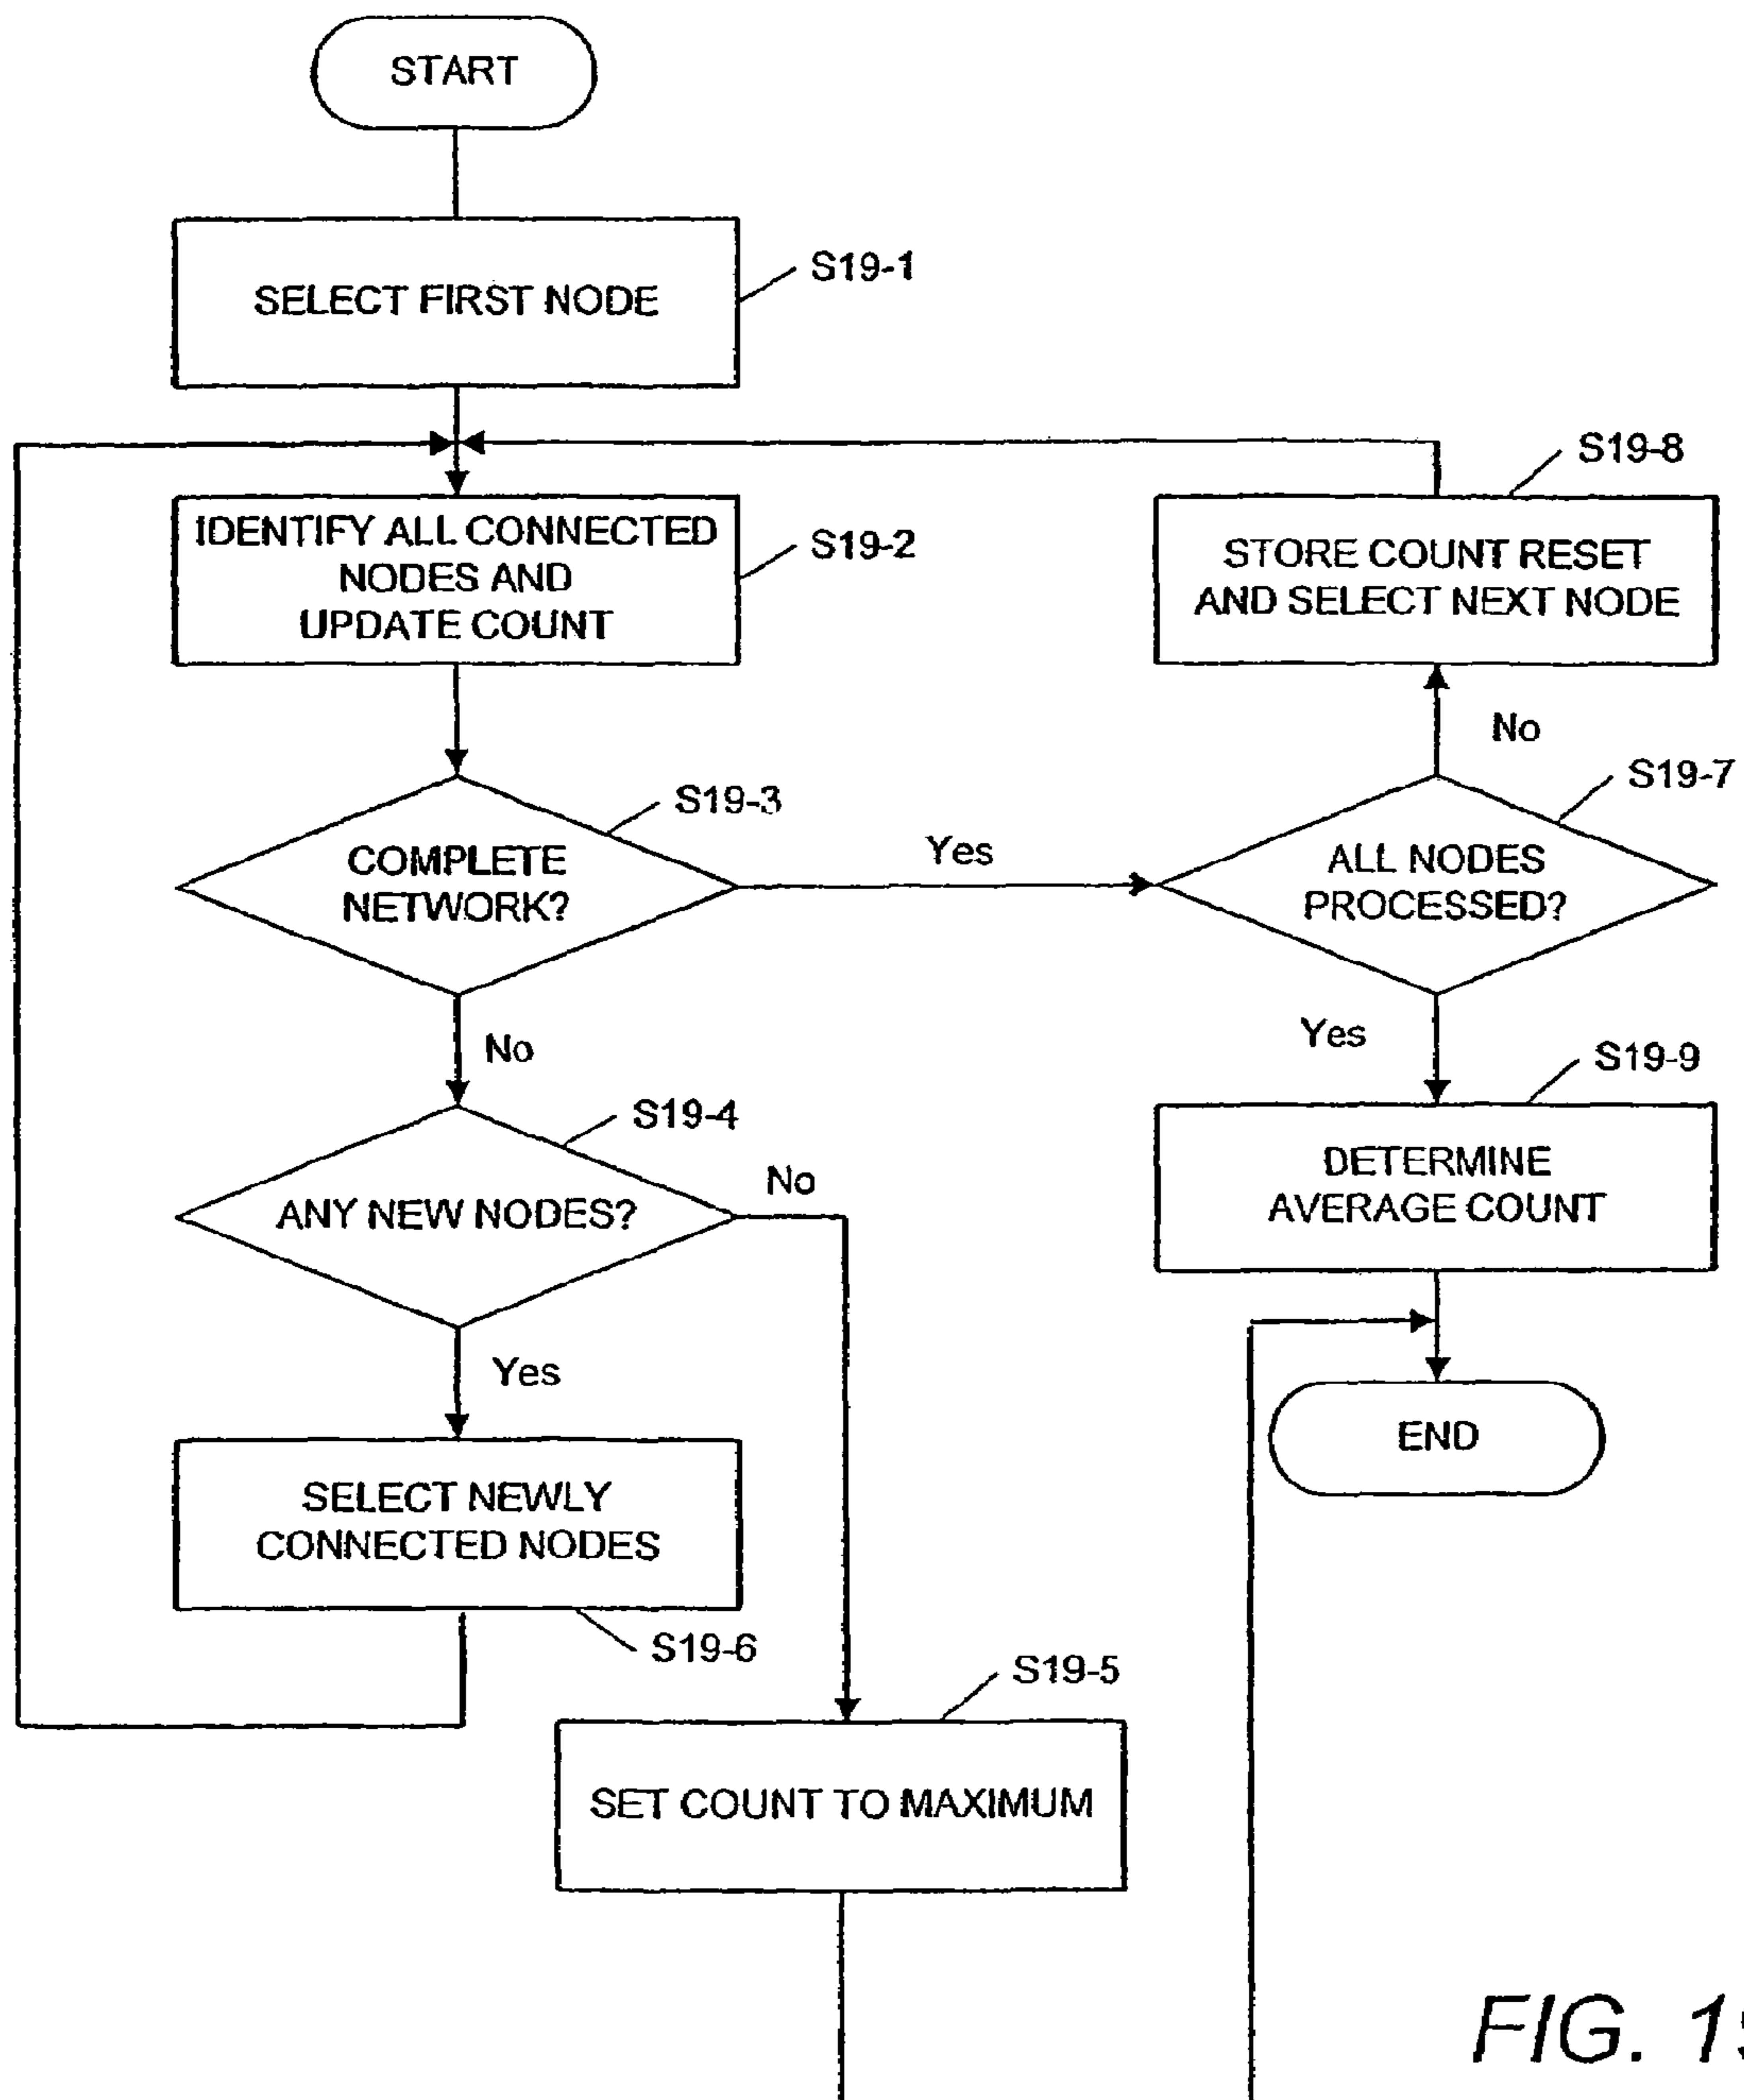 START
SELECT FIRST NODE
S19-1
IDENTIFY ALL CONNECTED
NODES AND
UPDATE COUNT
S19-2
STORE COUNT RESET
AND SELECT NEXT NODE
S19-8
No
COMPLETE
NETWORK?
S19-3
Yes
ALL NODES
PROCESSED?
S19-7
No
Yes
ANY NEW NODES?
S19-4
No
DETERMINE
AVERAGE COUNT
S19-9
Yes
END
SELECT NEWLY
CONNECTED NODES
S19-6
S19-5
SET COUNT TO MAXIMUM
FIG.